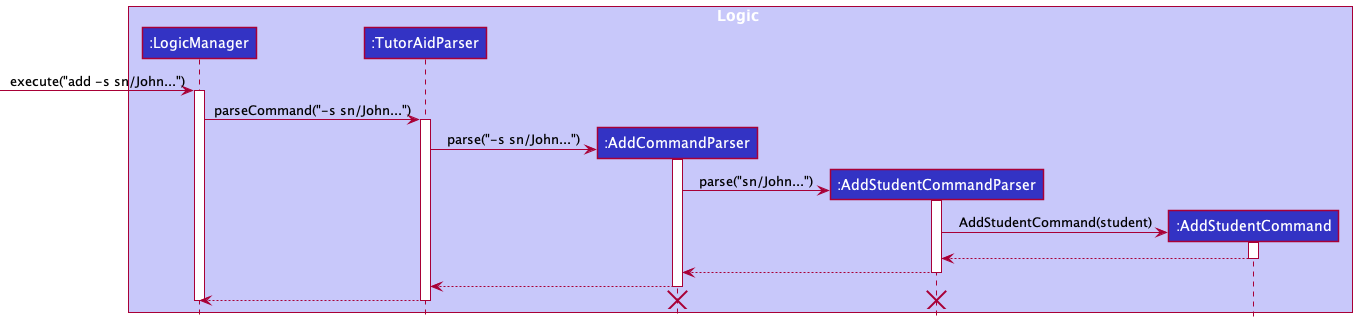 Logic
:LogicManager
:TutorAidParser
execute("add -s sn/John...")
parseCommand("-s sn/John...")
parse("-s sn/John...")
:AddCommandParser
parse("sn/John...")
:AddStudentCommandParser
AddStudentCommand(student)
:AddStudentCommand